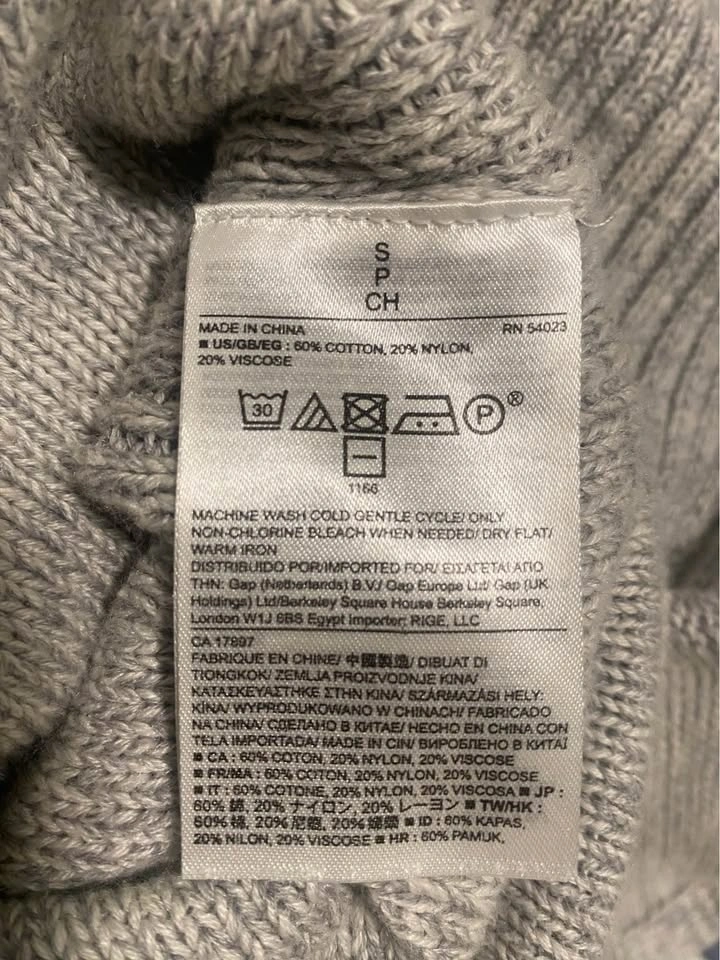 S
P
CH
MADE IN CHINA RN 54023
■ US/GB/EG : 60% COTTON, 20% NYLON,
20% VISCOSE
30 P®
1166
MACHINE WASH COLD GENTLE CYCLE/ ONLY
NON-CHLORINE BLEACH WHEN NEEDED/ DRY FLAT/
WARM IRON
DISTRIBUIDO POR/IMPORTED FOR/ ΕΙΣΑΓΕΤΑΙ ΑΠΟ
ΤΗΝ: Gap (Netherlands) B.V./ Gap Europe Ltd/ Gap (UK
Holdings) Ltd/Berkeley Square House Berkeley Square,
London W1J 6BS Egypt Importer: RIGE, LLC
CA 17897
FABRIQUE EN CHINE/ 中國製造/ DIBUAT DI
TIONGKOK/ ZEMLJA PROIZVODNJE KINA/
ΚΑΤΑΣΚΕΥΑΣΤΗΚΕ ΣΤΗΝ ΚΙΝΑ/ SZÁRMAZÁSI HELY:
KÍNA/ WYPRODUKOWANO W CHINACH/ FABRICADO
NA CHINA/ СДЕЛАНО В КИТАЕ/ HECHO EN CHINA CON
TELA IMPORTADA/ MADE IN CIN/ ВИРОБЛЕНО В КИТАЇ
■ CA : 60% COTON, 20% NYLON, 20% VISCOSE
■ FR/MA : 60% COTON, 20% NYLON, 20% VISCOSE
■ IT : 60% COTONE, 20% NYLON, 20% VISCOSA ■ JP :
60% 綿, 20% ナイロン, 20% レーヨン ■ TW/HK :
60% 棉, 20% 尼龍, 20% ■ ID : 60% KAPAS,
20% NILON, 20% VISCOSE ■ HR : 60% PAMUK,